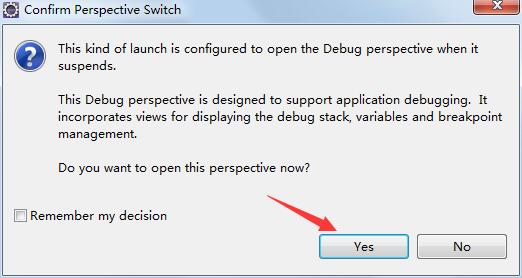 Confirm Perspective Switch
This kind of launch is configured to open the Debug perspective when it
suspends.
This Debug perspective is designed to support application debugging. It
incorporates views for displaying the debug stack, variables and breakpoint
management.
Do you want to open this perspective now?
Remember my decision
Yes No